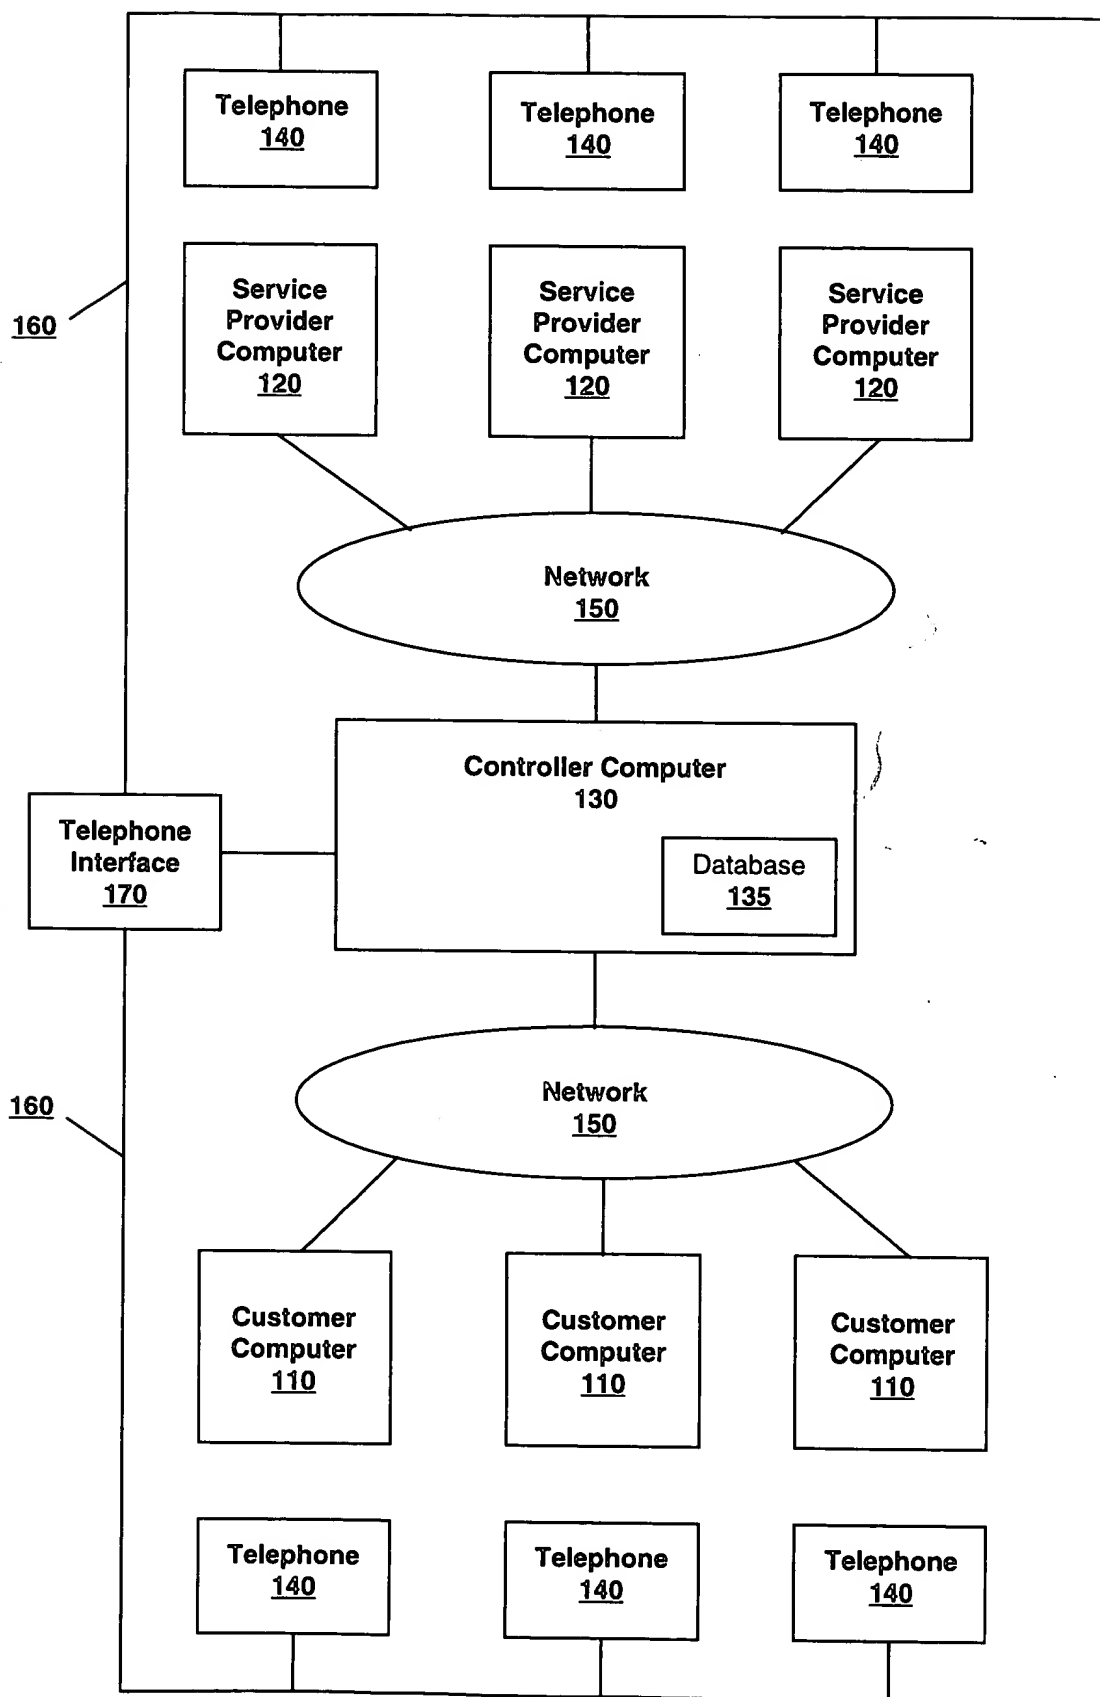 Telephone
140
Telephone
140
Telephone
140
160
Service
Provider
Computer
120
Service
Provider
Computer
120
Service
Provider
Computer
120
Network
150
Controller Computer
130
Telephone
Interface
170
Database
135
Network
150
160
Customer
Computer
110
Customer
Computer
110
Customer
Computer
110
Telephone
140
Telephone
140
Telephone
140